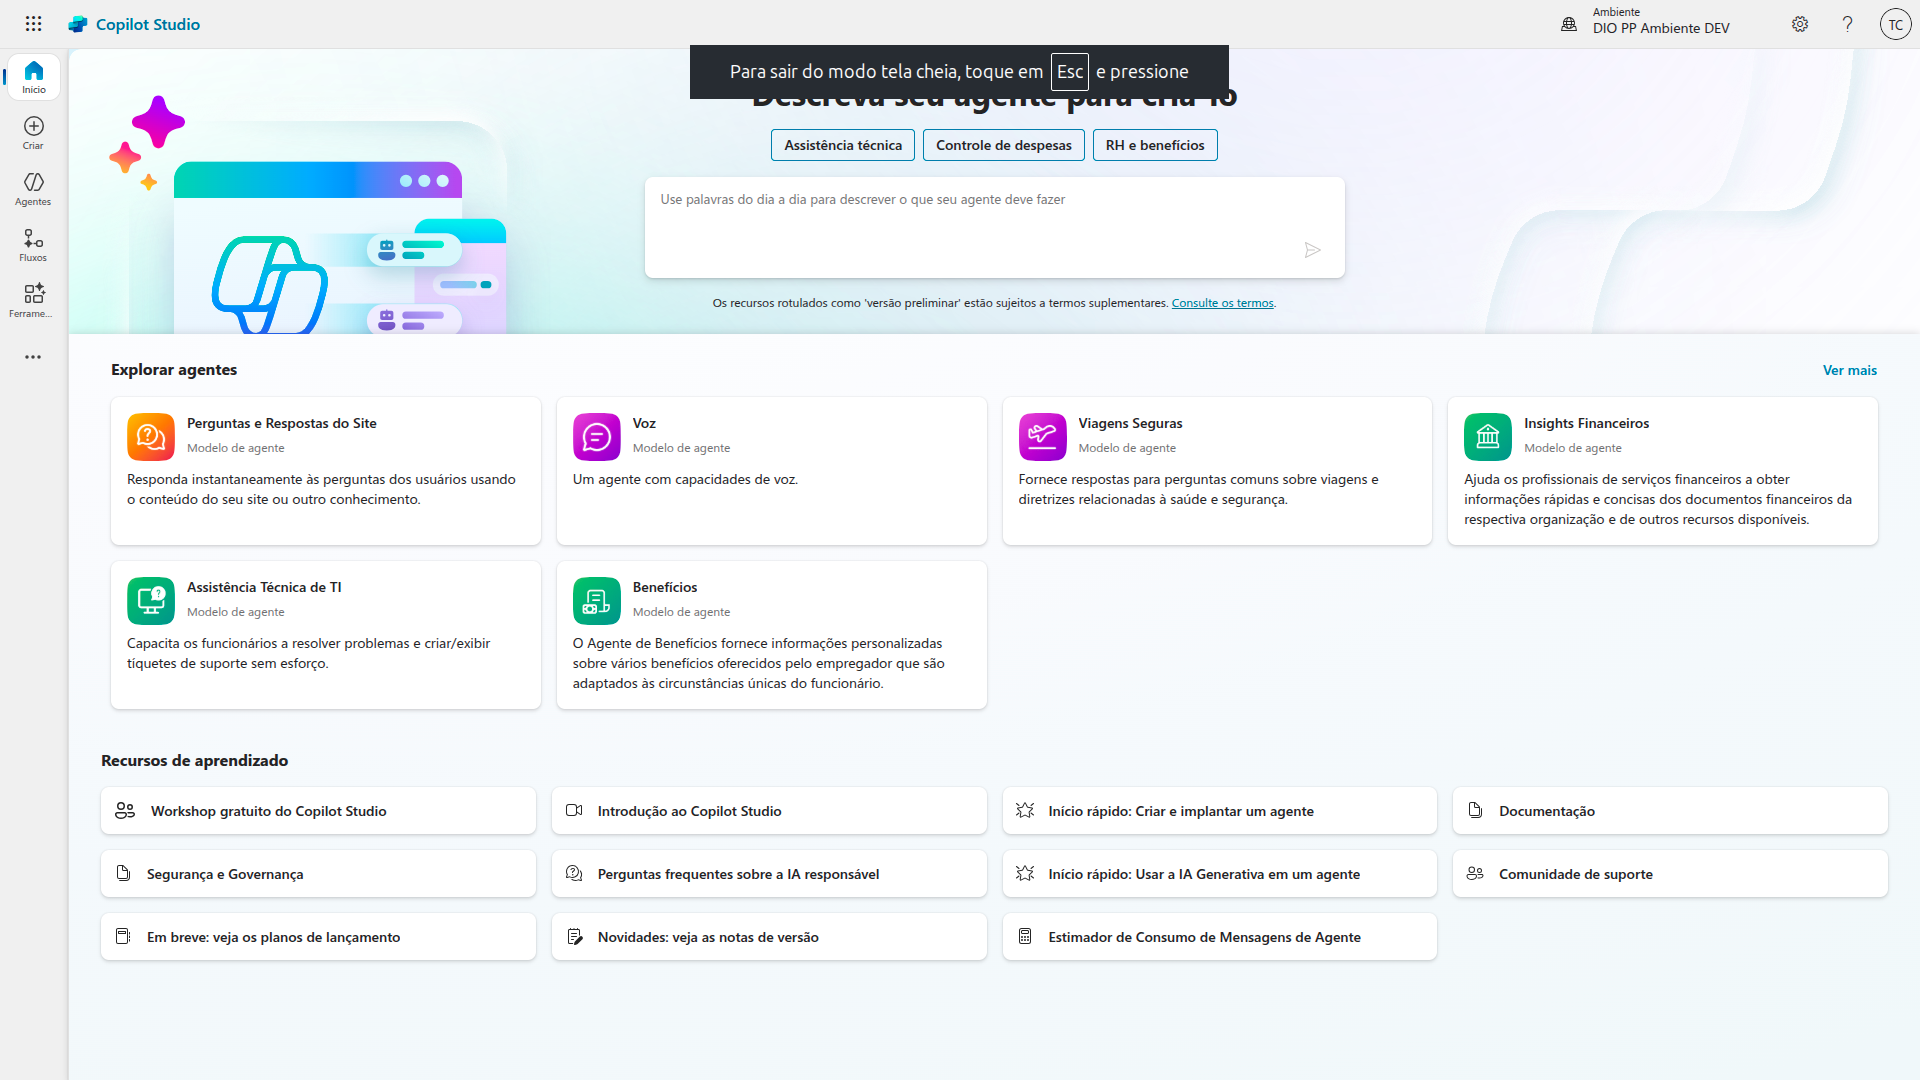 Copilot Studio
Ambiente
DIO PP Ambiente DEV
TC
Início
Criar
Agentes
Fluxos
Ferrame...
Para sair do modo tela cheia, toque em Esc e pressione
Descreva seu agente para criá-lo
Assistência técnica
Controle de despesas
RH e benefícios
Use palavras do dia a dia para descrever o que seu agente deve fazer
Os recursos rotulados como 'versão preliminar' estão sujeitos a termos suplementares. Consulte os termos.
Explorar agentes
Ver mais
Perguntas e Respostas do Site
Modelo de agente
Responda instantaneamente às perguntas dos usuários usando
o conteúdo do seu site ou outro conhecimento.
Voz
Modelo de agente
Um agente com capacidades de voz.
Viagens Seguras
Modelo de agente
Fornece respostas para perguntas comuns sobre viagens e
diretrizes relacionadas à saúde e segurança.
Insights Financeiros
Modelo de agente
Ajuda os profissionais de serviços financeiros a obter
informações rápidas e concisas dos documentos financeiros da
respectiva organização e de outros recursos disponíveis.
Assistência Técnica de TI
Modelo de agente
Capacita os funcionários a resolver problemas e criar/exibir
tíquetes de suporte sem esforço.
Benefícios
Modelo de agente
O Agente de Benefícios fornece informações personalizadas
sobre vários benefícios oferecidos pelo empregador que são
adaptados às circunstâncias únicas do funcionário.
Recursos de aprendizado
Workshop gratuito do Copilot Studio
Introdução ao Copilot Studio
Início rápido: Criar e implantar um agente
Documentação
Segurança e Governança
Perguntas frequentes sobre a IA responsável
Início rápido: Usar a IA Generativa em um agente
Comunidade de suporte
Em breve: veja os planos de lançamento
Novidades: veja as notas de versão
Estimador de Consumo de Mensagens de Agente